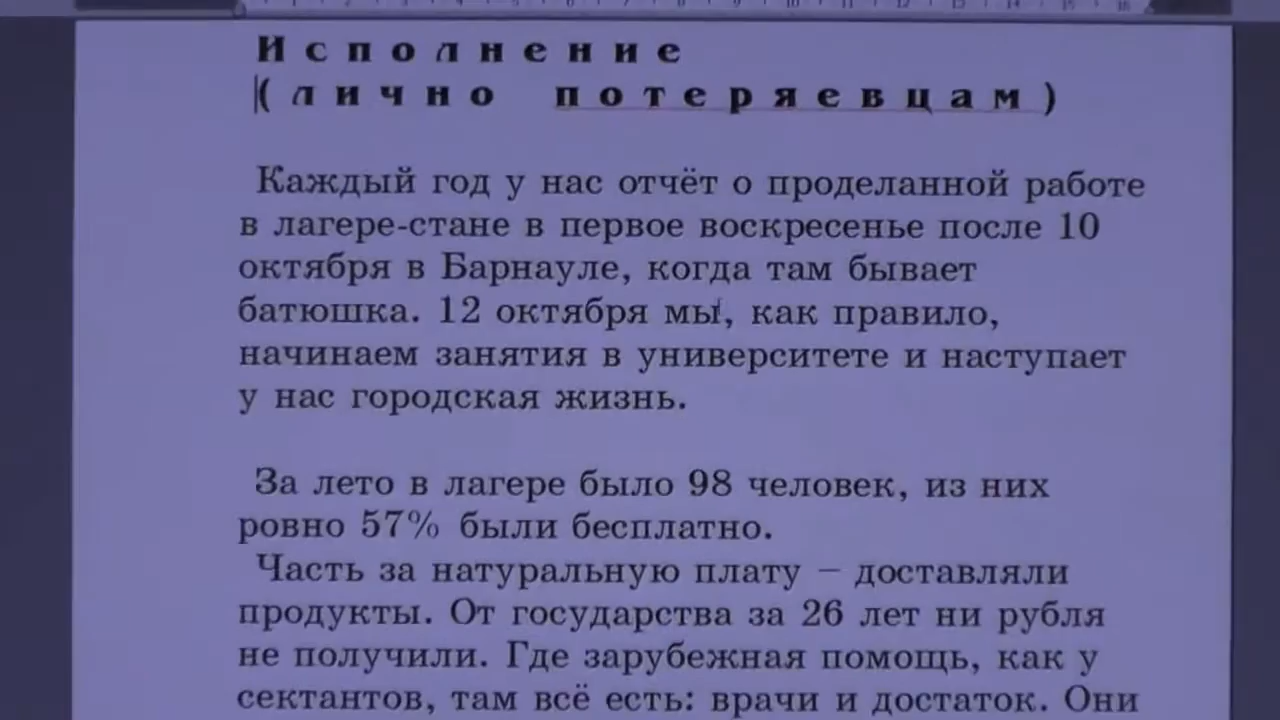 Исполнение
(лично потеряевцам)
Каждый год у нас отчёт о проделанной работе
в лагере-стане в первое воскресенье после 10
октября в Барнауле, когда там бывает
батюшка. 12 октября мы, как правило,
начинаем занятия в университете и наступает
у нас городская жизнь.
За лето в лагере было 98 человек, из них
ровно 57% были бесплатно.
Часть за натуральную плату – доставляли
продукты. От государства за 26 лет ни рубля
не получили. Где зарубежная помощь, как у
сектантов, там всё есть: врачи и достаток. Они